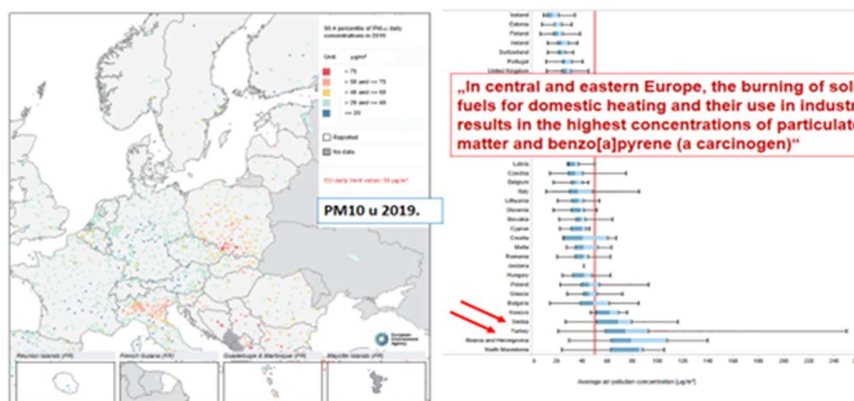 90.4 percentile of PM₁₀ daily
concentrations in 2019
Unit µg/m³
> 75
> 50 and <= 75
> 40 and <= 50
> 20 and <= 40
<= 20
Reported
No data
EU daily limit value: 50 µg/m³
PM10 u 2019.
European
Environment
Agency
Reunion Islands (FR)
French Guiana (FR)
Guadeloupe & Martinique (FR)
Mayotte Islands (FR)
Iceland
Estonia
Finland
Ireland
Switzerland
Portugal
United Kingdom
„In central and eastern Europe, the burning of soli
fuels for domestic heating and their use in industr
results in the highest concentrations of particulate
matter and benzo[a]pyrene (a carcinogen)“
Latvia
Czechia
Belgium
Italy
Lithuania
Slovenia
Slovakia
Cyprus
Croatia
Malta
Romania
Andorra
Hungary
Poland
Greece
Bulgaria
Kosovo
Serbia
Turkey
Bosnia and Herzegovina
North Macedonia
0 20 40 60 80 100 120 140 160 180 200 220 240
Average air pollution concentration [µg/m³]